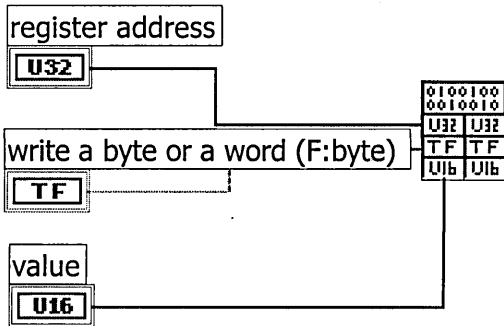 register address
U32
0100100
0010010
U32 U32
write a byte or a word (F:byte)
TF TF
TF
U16 U16
value
U16